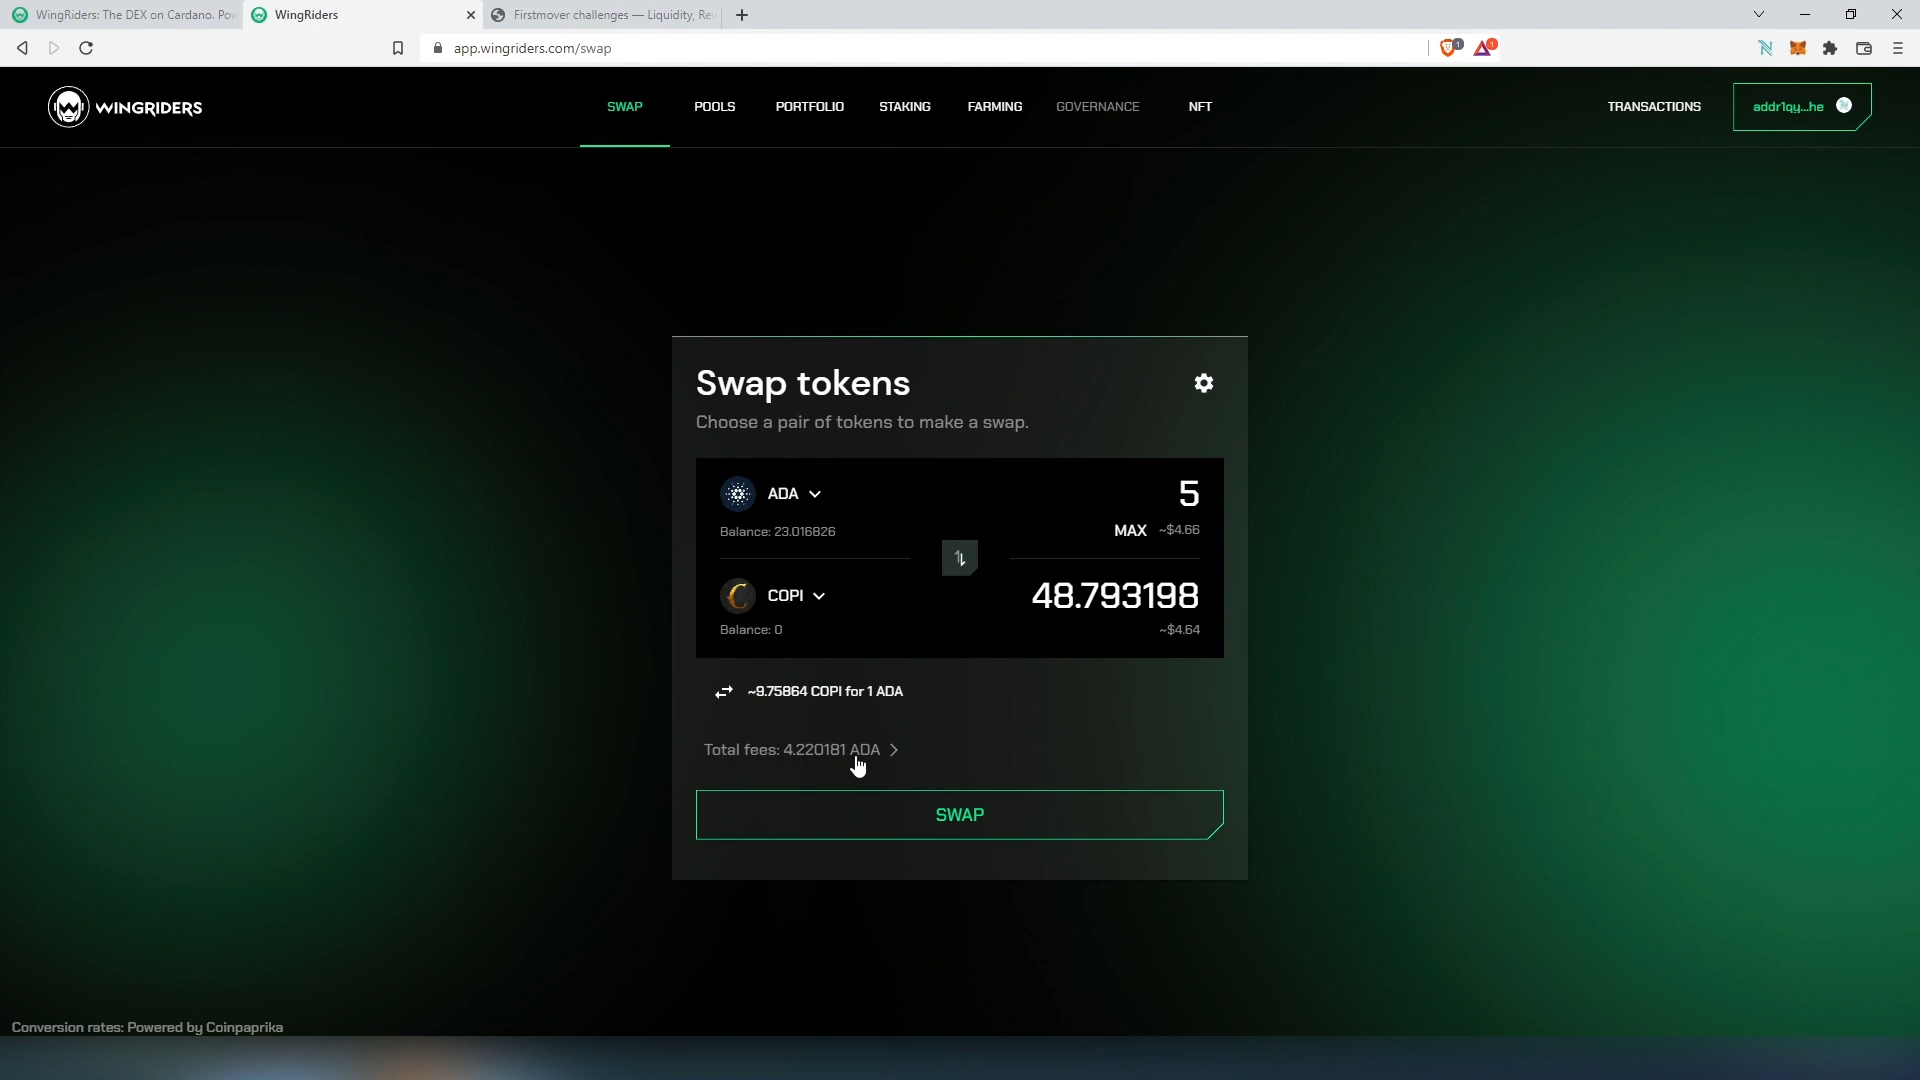 WingRiders: The DEX on Cardano. Pow
WingRiders
Firstmover challenges — Liquidity, Rew
app.wingriders.com/swap
1
1
WINGRIDERS
SWAP
POOLS
PORTFOLIO
STAKING
FARMING
GOVERNANCE
NFT
TRANSACTIONS
addr1qy...he
Swap tokens
Choose a pair of tokens to make a swap.
ADA
5
Balance: 23.016826
MAX ~$4.66
COPI
48.793198
Balance: 0
~$4.64
~9.75864 COPI for 1 ADA
Total fees: 4.220181 ADA
SWAP
Conversion rates: Powered by Coinpaprika